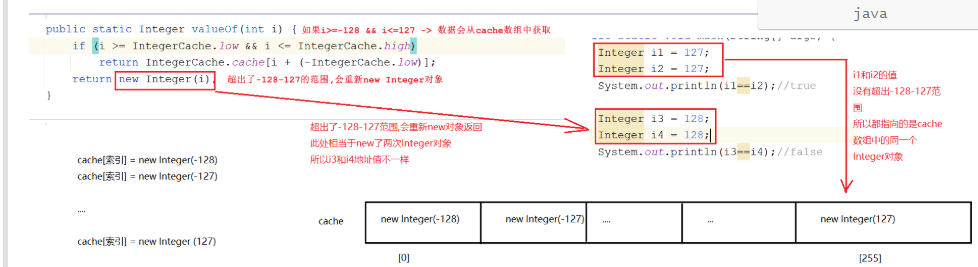 java
public static Integer valueOf(int i) { 如果i>=-128 && i<=127 -> 数据会从cache数组中获取
if (i >= IntegerCache.low && i <= IntegerCache.high)
return IntegerCache.cache[i + (-IntegerCache.low)];
return new Integer(i); 超出了-128-127的范围,会重新new Integer对象
}
Integer i1 = 127;
Integer i2 = 127;
System.out.println(i1==i2);//true
Integer i3 = 128;
Integer i4 = 128;
System.out.println(i3==i4);//false
i1和i2的值
没有超出-128-127范
围
所以都指向的是cache
数组中的同一个
Integer对象
超出了-128-127范围,会重新new对象返回
此处相当于new了两次Integer对象
所以i3和i4地址值不一样
cache[索引] = new Integer(-128)
cache[索引] = new Integer(-127)
....
cache[索引] = new Integer (127)
cache
new Integer(-128)
new Integer(-127)
....
...
new Integer(127)
[0]
[255]